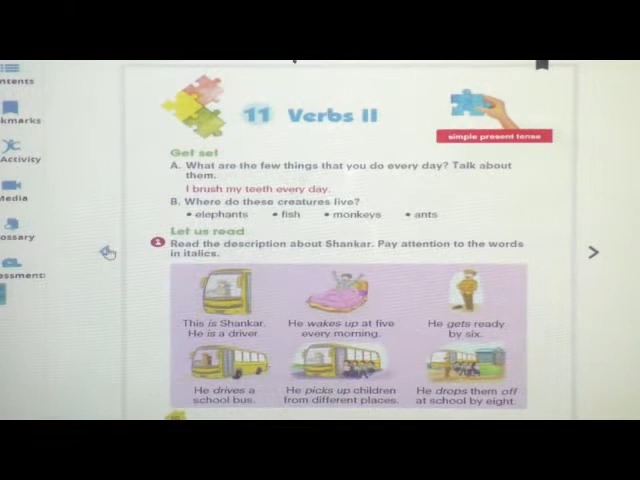 11 Verbs II
simple present tense
Get set
A. What are the few things that you do every day? Talk about
them.
I brush my teeth every day.
B. Where do these creatures live?
• elephants • fish • monkeys • ants
Let us read
1 Read the description about Shankar. Pay attention to the words
in italics.
This is Shankar.
He is a driver.
He wakes up at five
every morning.
He gets ready
by six.
He drives a
school bus.
He picks up children
from different places.
He drops them off
at school by eight.
ntents
kmarks
Activity
Media
ossary
essment: